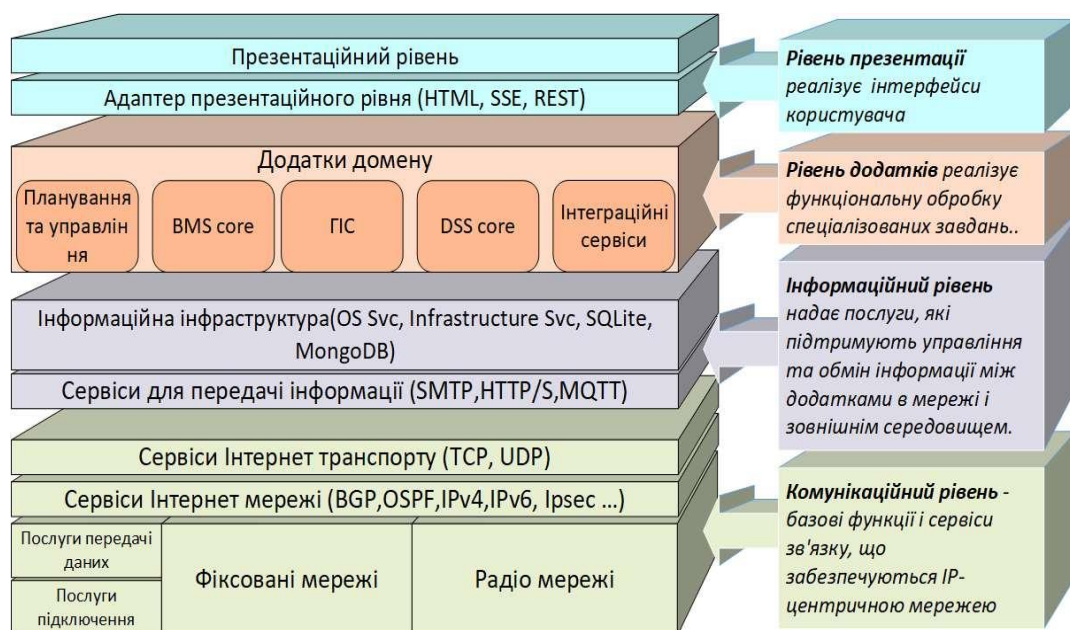 Презентаційний рівень
Адаптер презентаційного рівня (HTML, SSE, REST)
Рівень презентації
реалізує інтерфейси
користувача
Додатки домену
Планування
та управлін
ня
BMS core
ГІС
DSS core
Інтеграційні
сервіси
Рівень додатків реалізує
функціональну обробку
спеціалізованих завдань..
Інформаційна інфраструктура(OS Svc, Infrastructure Svc, SQLite,
MongoDB)
Сервіси для передачі інформації (SMTP,HTTP/S,MQTT)
Інформаційний рівень
надає послуги, які
підтримують управління
та обмін інформації між
додатками в мережі і
зовнішнім середовищем.
Сервіси Інтернет транспорту (TCP, UDP)
Сервіси Інтернет мережі (BGP,OSPF,IPv4,IPv6, Ipsec ...)
Послуги передачі
даних
Послуги
підключення
Фіксовані мережі
Радіо мережі
Комунікаційний рівень -
базові функції і сервіси
зв'язку, що
забезпечуються IP-
центричною мережею